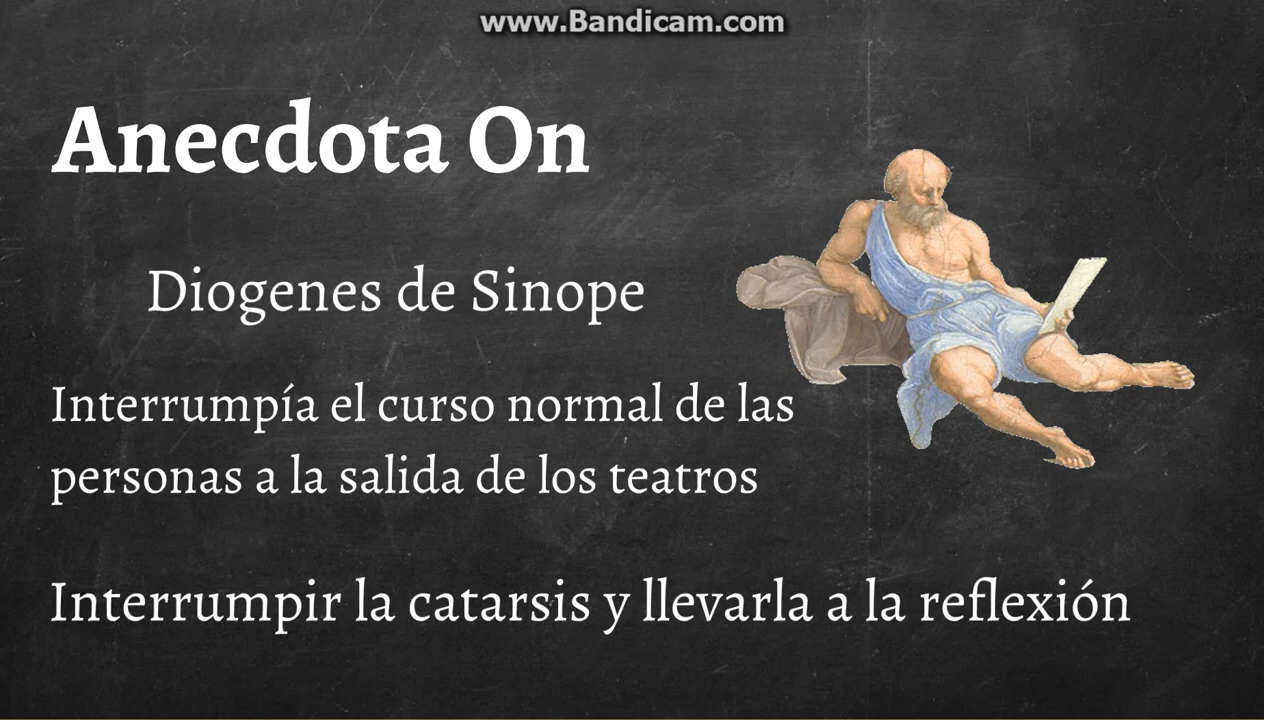 www.Bandicam.com
Anecdota On
Diogenes de Sinope
Interrumpía el curso normal de las
personas a la salida de los teatros
Interrumpir la catarsis y llevarla a la reflexión